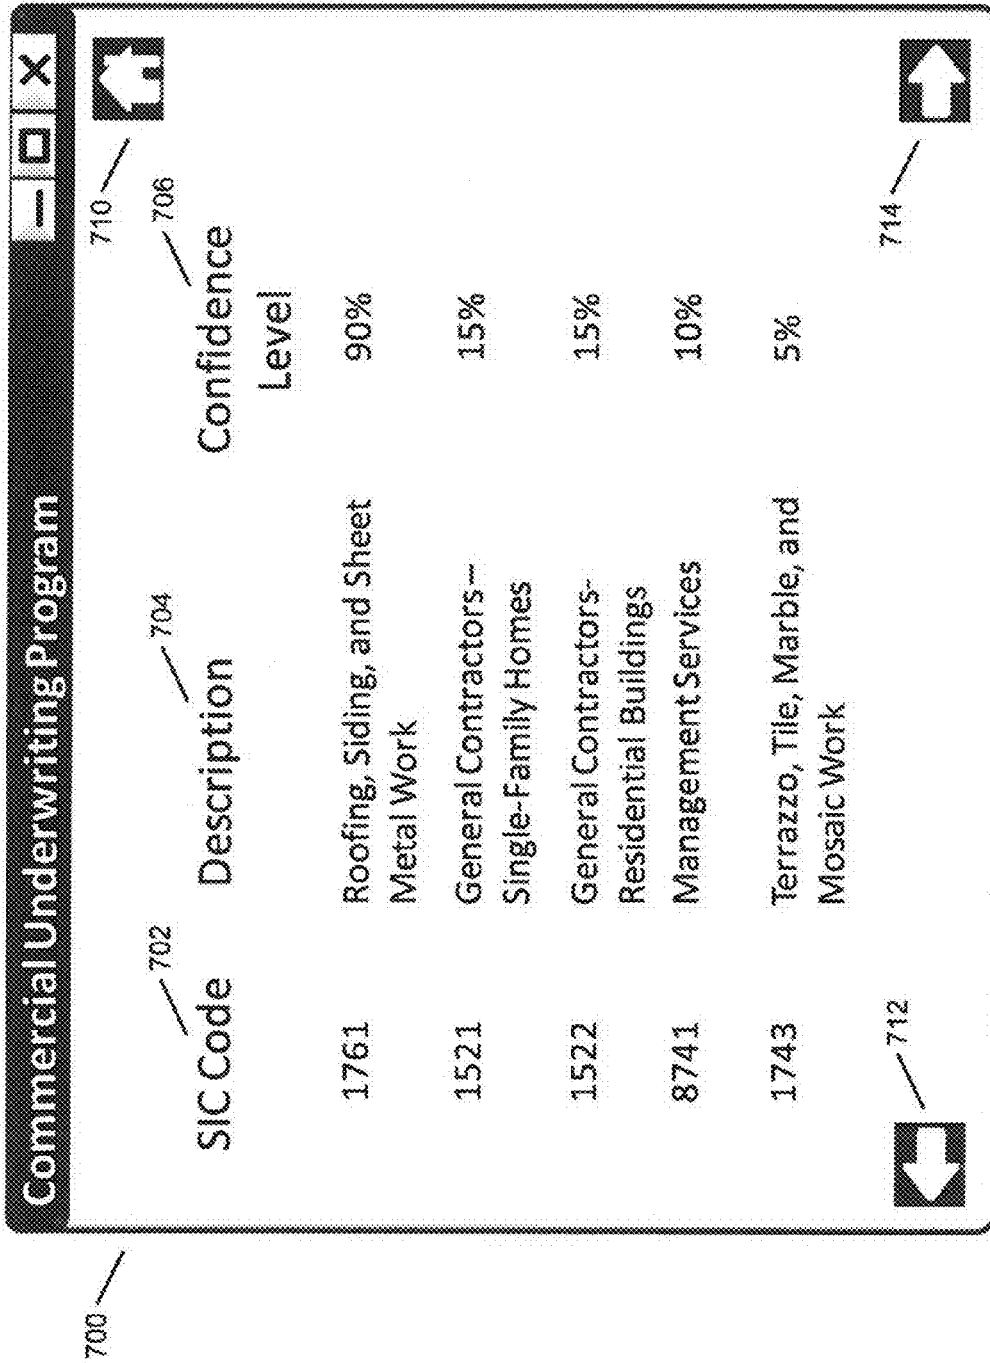 700
Commercial Underwriting Program
710
702
704
706
SIC Code Description Confidence
Level
1761 Roofing, Siding, and Sheet 90%
Metal Work
1521 General Contractors— 15%
Single-Family Homes
1522 General Contractors- 15%
Residential Buildings
8741 Management Services 10%
1743 Terrazzo, Tile, Marble, and 5%
Mosaic Work
712
714